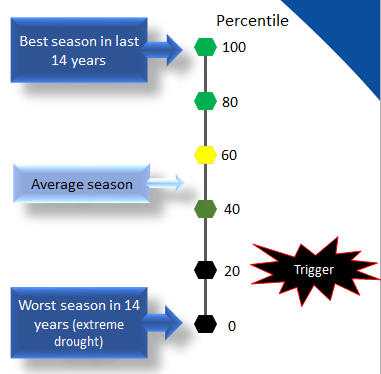 Percentile
Best season in last
14 years
100
80
60
Average season
40
20
Trigger
Worst season in 14
years (extreme
drought)
0